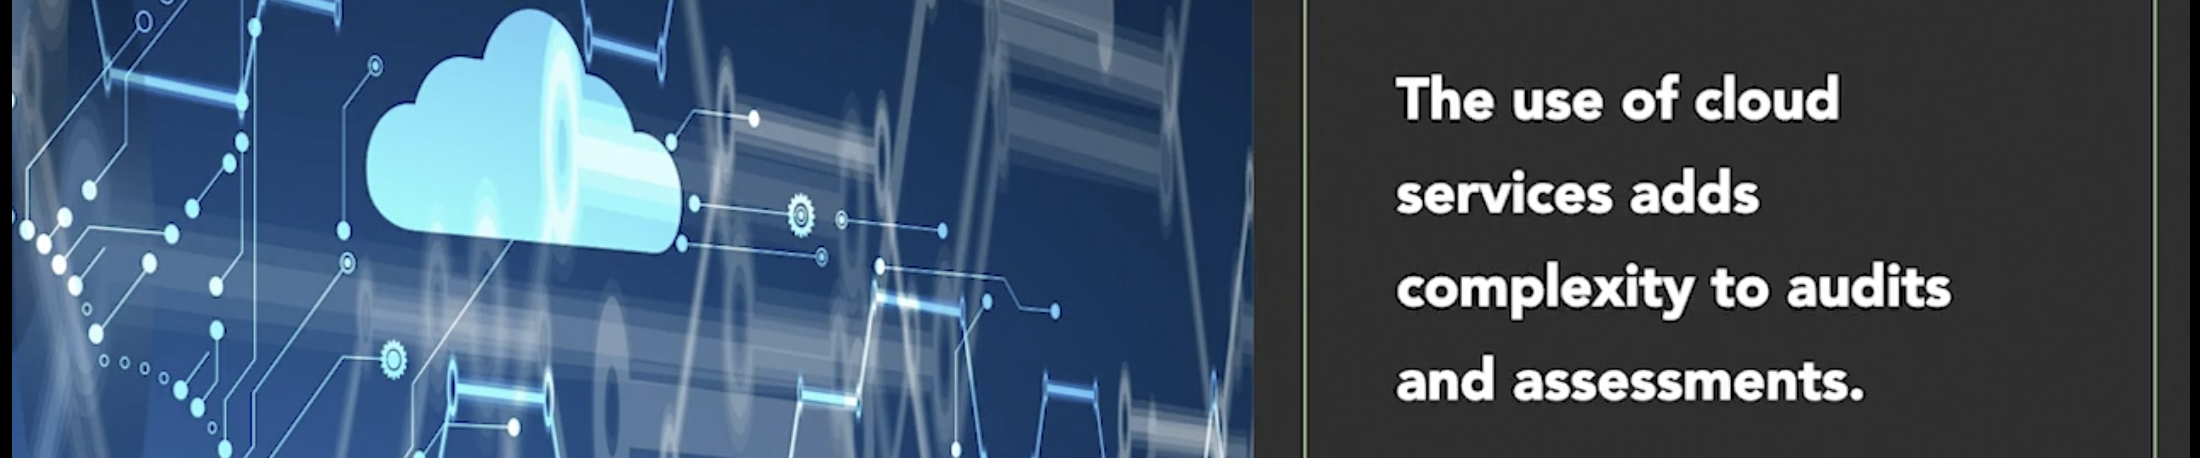 The use of cloud
services adds
complexity to audits
and assessments.